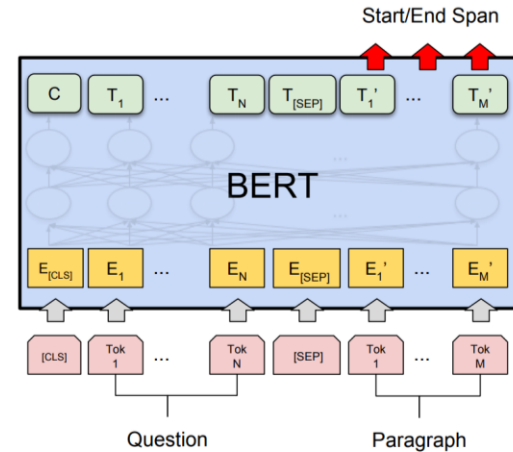 Start/End Span
C T1 ... TN T[SEP] T1' ... TM'
...
BERT
...
E[CLS] E1 ... EN E[SEP] E1' ... EM'
[CLS] Tok 1 ... Tok N [SEP] Tok 1 ... Tok M
Question Paragraph